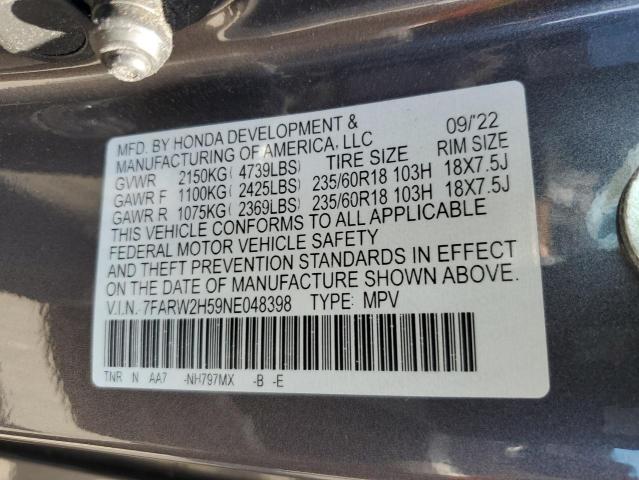 MFD. BY HONDA DEVELOPMENT & 09/'22
MANUFACTURING OF AMERICA, LLC
TIRE SIZE RIM SIZE
GVWR 2150KG( 4739LBS)
GAWR F 1100KG( 2425LBS) 235/60R18 103H 18X7.5J
GAWR R 1075KG( 2369LBS) 235/60R18 103H 18X7.5J
THIS VEHICLE CONFORMS TO ALL APPLICABLE
FEDERAL MOTOR VEHICLE SAFETY
AND THEFT PREVENTION STANDARDS IN EFFECT
ON THE DATE OF MANUFACTURE SHOWN ABOVE.
V.I.N. 7FARW2H59NE048398 TYPE: MPV
TNR N AA7 -NH797MX -B -E